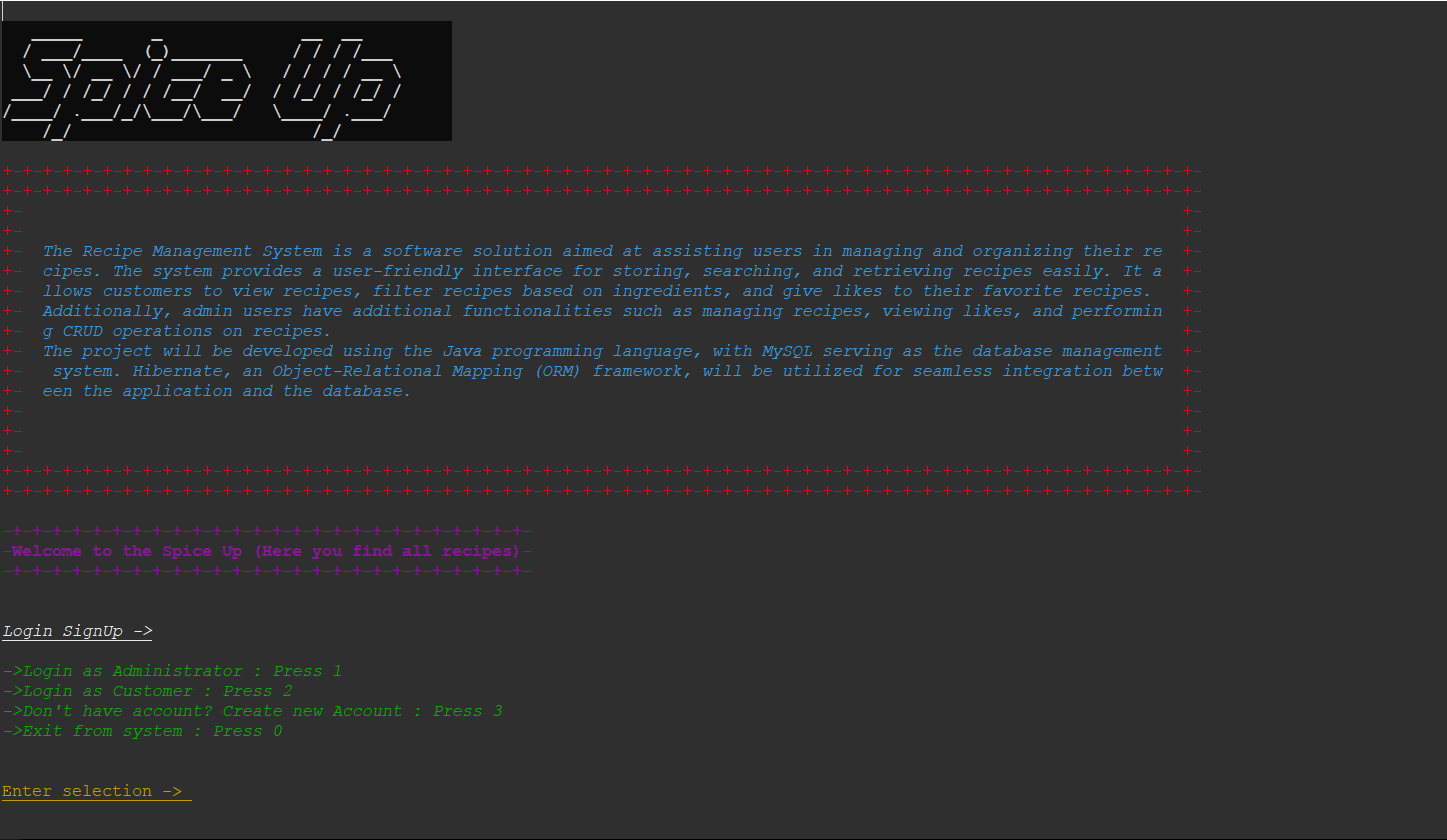 Spice Up
+-+-+-+-+-+-+-+-+-+-+-+-+-+-+-+-+-+-+-+-+-+-+-+-+-+-+-+-+-+-+-+-+-+-+-+-+-+-+-+-+-+-+-+-+-+-+-+-+-+-+-+-+-+-+-+-+-+-+-+-
+-+-+-+-+-+-+-+-+-+-+-+-+-+-+-+-+-+-+-+-+-+-+-+-+-+-+-+-+-+-+-+-+-+-+-+-+-+-+-+-+-+-+-+-+-+-+-+-+-+-+-+-+-+-+-+-+-+-+-+-
+- +-
+- +-
+- The Recipe Management System is a software solution aimed at assisting users in managing and organizing their re +-
+- cipes. The system provides a user-friendly interface for storing, searching, and retrieving recipes easily. It a +-
+- llows customers to view recipes, filter recipes based on ingredients, and give likes to their favorite recipes. +-
+- Additionally, admin users have additional functionalities such as managing recipes, viewing likes, and performin +-
+- g CRUD operations on recipes. +-
+- The project will be developed using the Java programming language, with MySQL serving as the database management +-
+- system. Hibernate, an Object-Relational Mapping (ORM) framework, will be utilized for seamless integration betw +-
+- een the application and the database. +-
+- +-
+- +-
+- +-
+-+-+-+-+-+-+-+-+-+-+-+-+-+-+-+-+-+-+-+-+-+-+-+-+-+-+-+-+-+-+-+-+-+-+-+-+-+-+-+-+-+-+-+-+-+-+-+-+-+-+-+-+-+-+-+-+-+-+-+-
+-+-+-+-+-+-+-+-+-+-+-+-+-+-+-+-+-+-+-+-+-+-+-+-+-+-+-+-+-+-+-+-+-+-+-+-+-+-+-+-+-+-+-+-+-+-+-+-+-+-+-+-+-+-+-+-+-+-+-+-
-+-+-+-+-+-+-+-+-+-+-+-+-+-+-+-+-+-+-+-+-+-+-+-+-+-+-
-Welcome to the Spice Up (Here you find all recipes)-
-+-+-+-+-+-+-+-+-+-+-+-+-+-+-+-+-+-+-+-+-+-+-+-+-+-+-
Login SignUp ->
->Login as Administrator : Press 1
->Login as Customer : Press 2
->Don't have account? Create new Account : Press 3
->Exit from system : Press 0
Enter selection ->